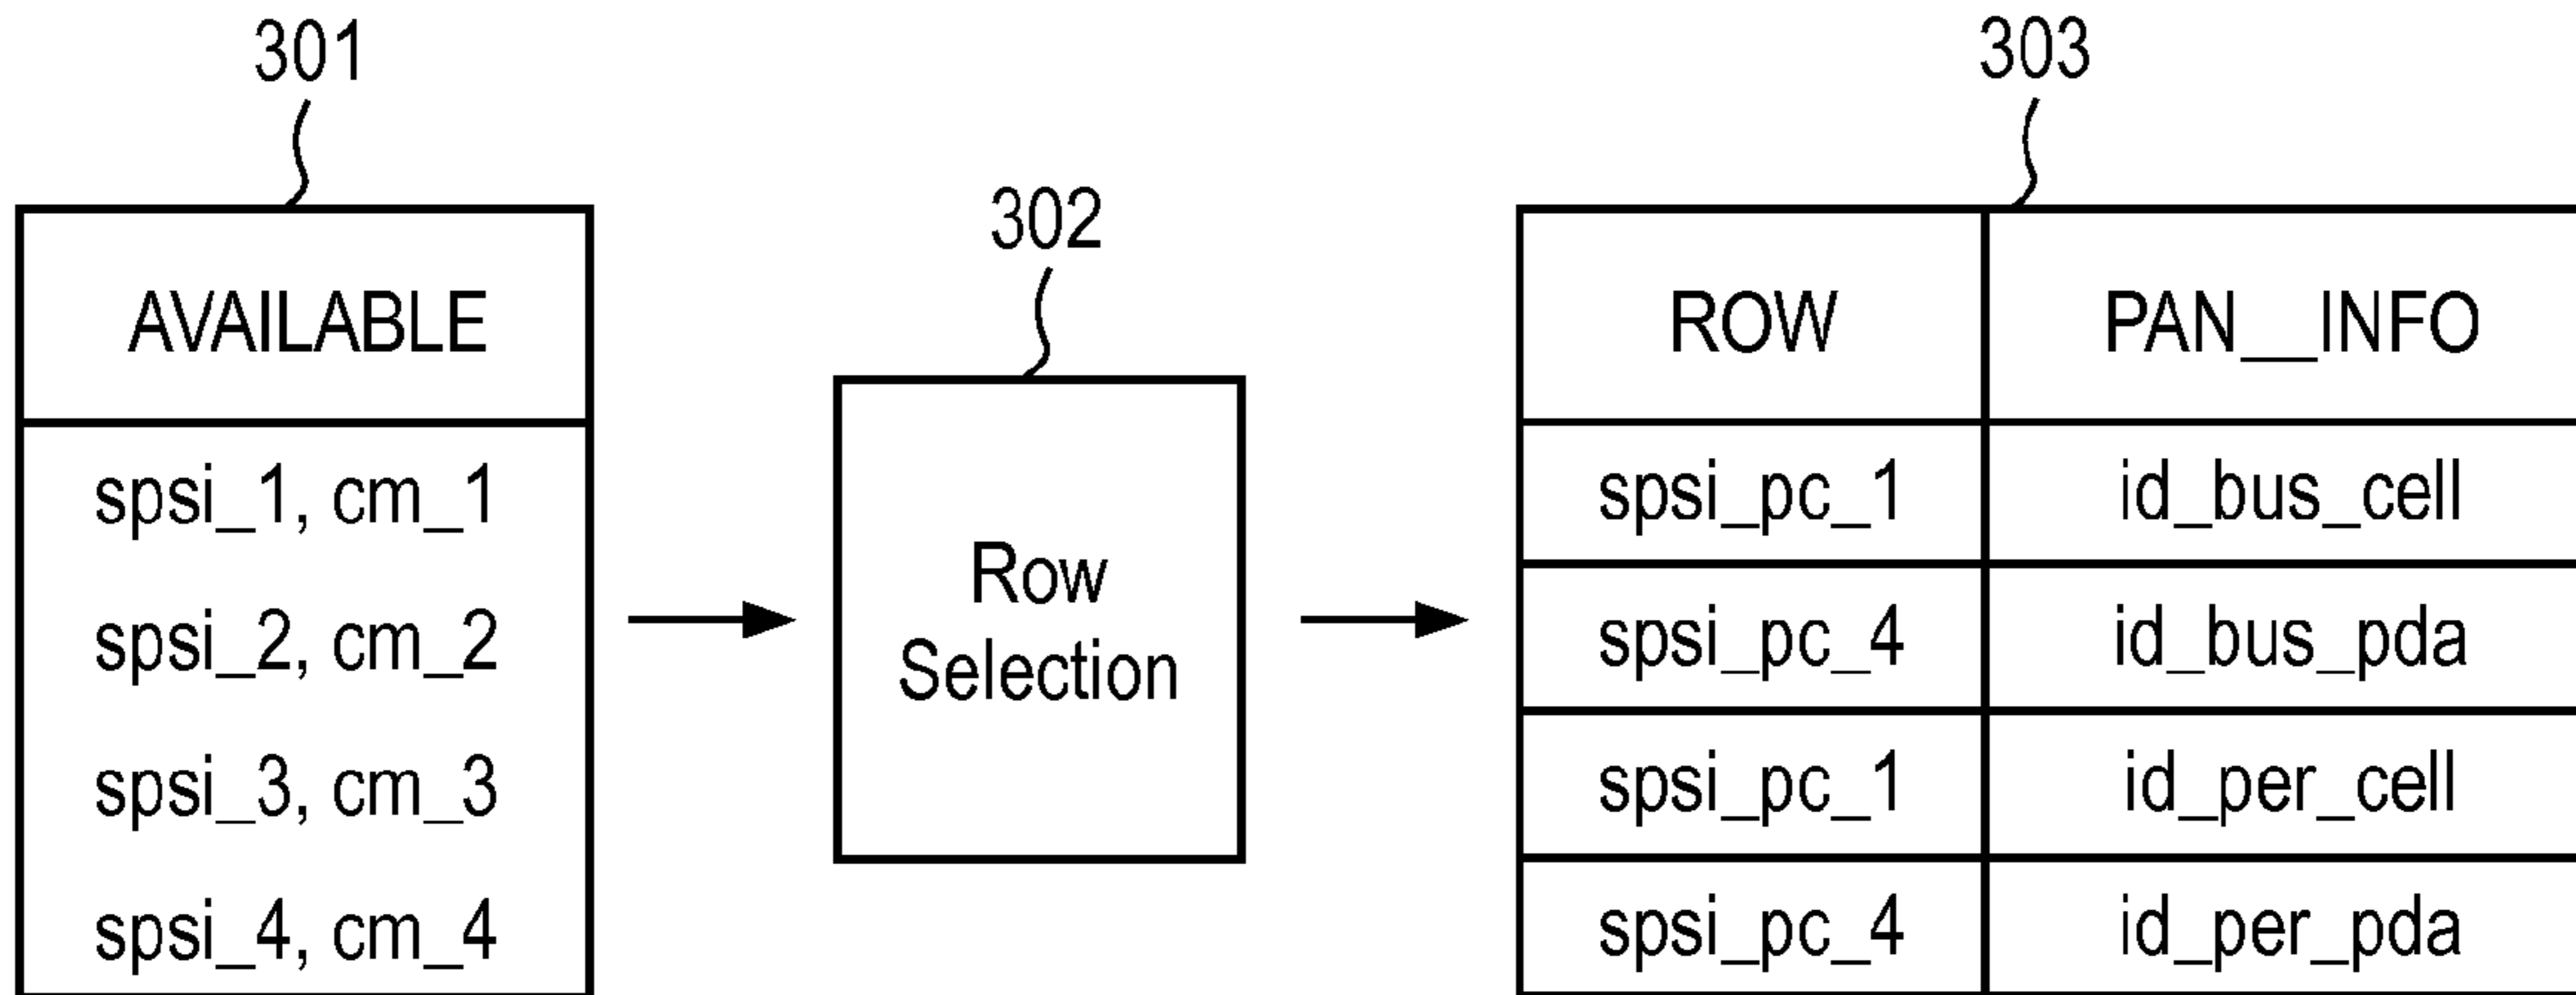 301
AVAILABLE
spsi_1, cm_1
spsi_2, cm_2
spsi_3, cm_3
spsi_4, cm_4
302
Row
Selection
303
ROW PAN__INFO
spsi_pc_1 id_bus_cell
spsi_pc_4 id_bus_pda
spsi_pc_1 id_per_cell
spsi_pc_4 id_per_pda